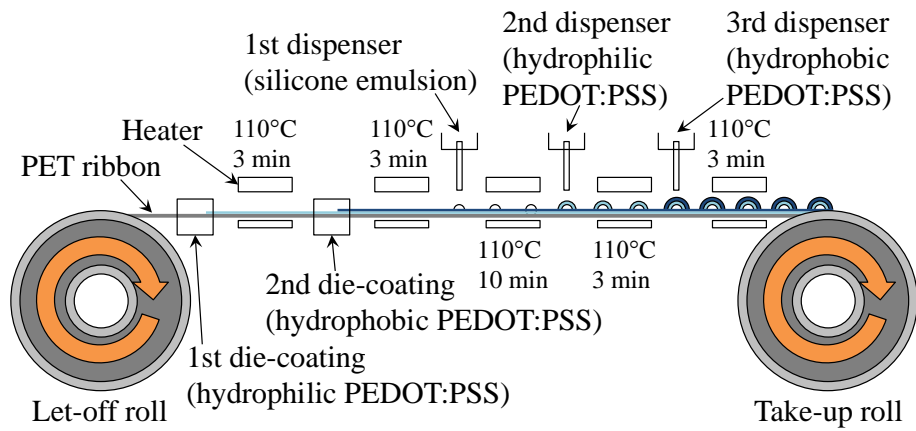 1st dispenser
(silicone emulsion)
2nd dispenser
(hydrophilic
PEDOT:PSS)
3rd dispenser
(hydrophobic
PEDOT:PSS)
Heater
110°C
3 min
110°C
3 min
110°C
3 min
PET ribbon
110°C
10 min
110°C
3 min
2nd die-coating
(hydrophobic PEDOT:PSS)
1st die-coating
(hydrophilic PEDOT:PSS)
Let-off roll
Take-up roll